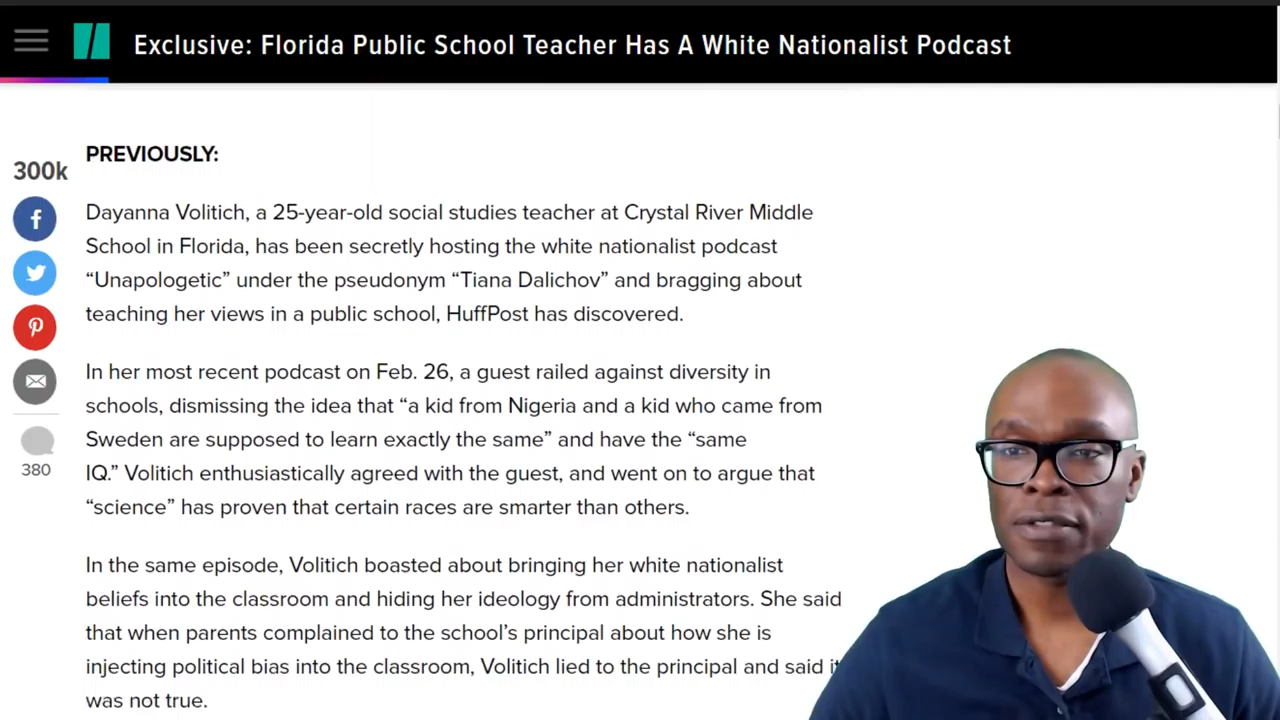 Exclusive: Florida Public School Teacher Has A White Nationalist Podcast
PREVIOUSLY:
300k
Dayanna Volitich, a 25-year-old social studies teacher at Crystal River Middle
School in Florida, has been secretly hosting the white nationalist podcast
“Unapologetic” under the pseudonym “Tiana Dalichov” and bragging about
teaching her views in a public school, HuffPost has discovered.
In her most recent podcast on Feb. 26, a guest railed against diversity in
schools, dismissing the idea that “a kid from Nigeria and a kid who came from
Sweden are supposed to learn exactly the same” and have the “same
IQ.” Volitich enthusiastically agreed with the guest, and went on to argue that
“science” has proven that certain races are smarter than others.
380
In the same episode, Volitich boasted about bringing her white nationalist
beliefs into the classroom and hiding her ideology from administrators. She said
that when parents complained to the school’s principal about how she is
injecting political bias into the classroom, Volitich lied to the principal and said it
was not true.